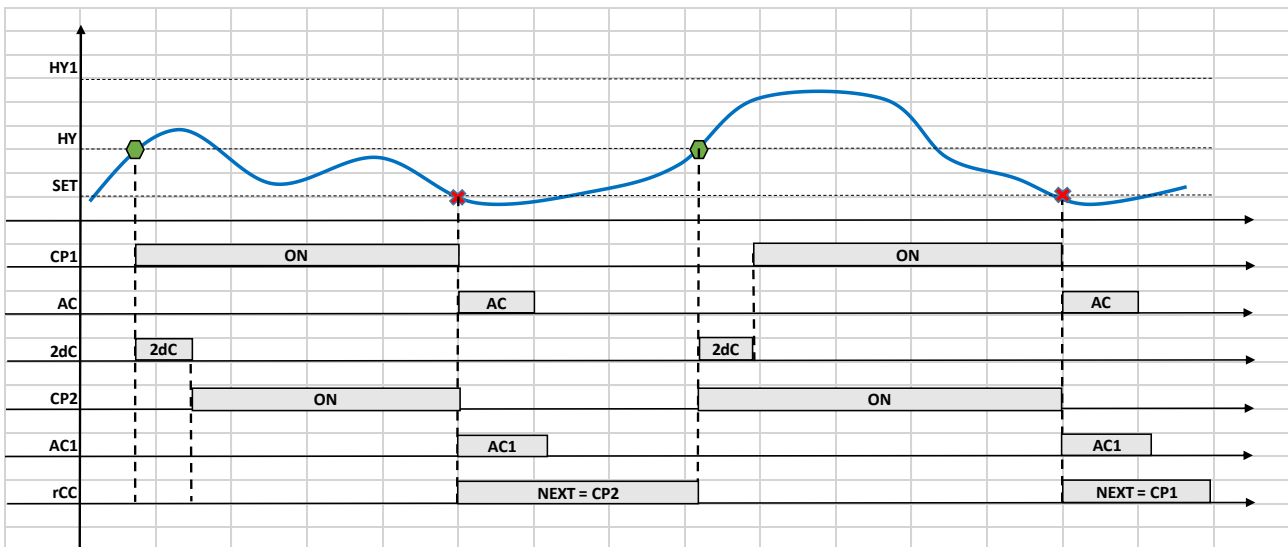 HY1
HY
SET
CP1 ON ON
AC AC AC
2dC 2dC 2dC
CP2 ON ON
AC1 AC1 AC1
rCC NEXT = CP2 NEXT = CP1